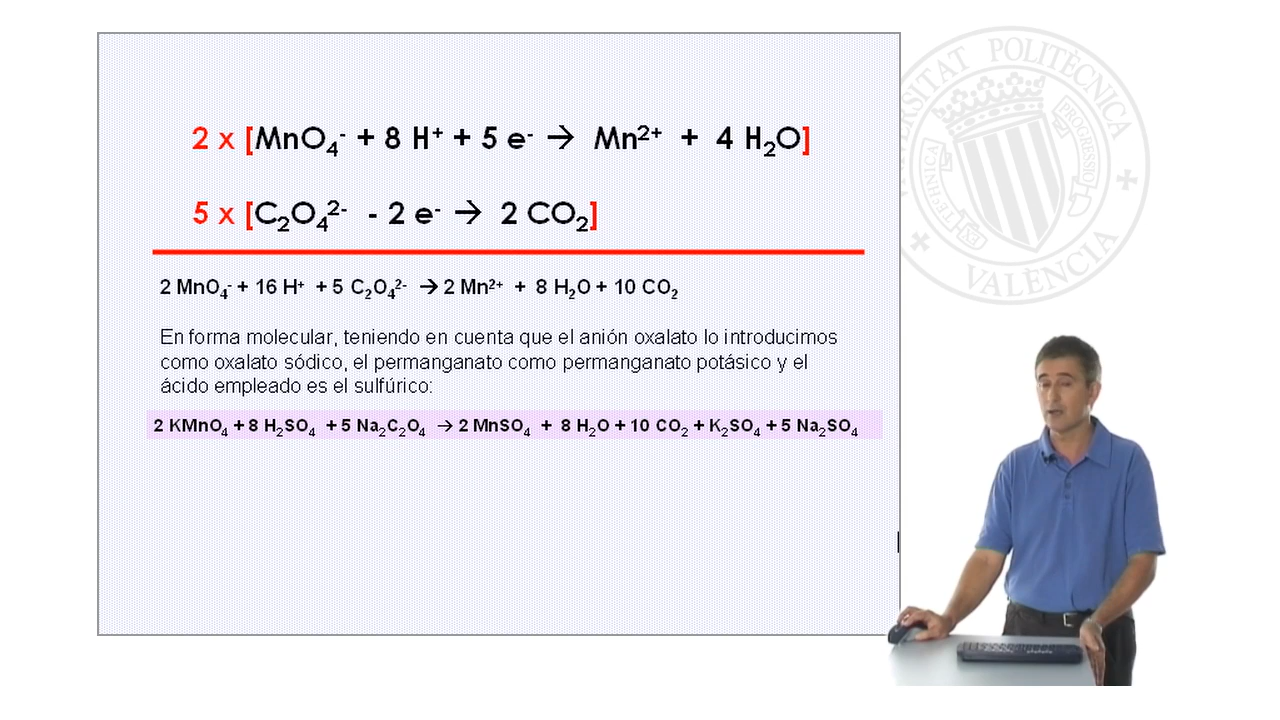 2 x [MnO₄⁻ + 8 H⁺ + 5 e⁻ → Mn²⁺ + 4 H₂O]
5 x [C₂O₄²⁻ - 2 e⁻ → 2 CO₂]
2 MnO₄⁻ + 16 H⁺ + 5 C₂O₄²⁻ → 2 Mn²⁺ + 8 H₂O + 10 CO₂
En forma molecular, teniendo en cuenta que el anión oxalato lo introducimos
como oxalato sódico, el permanganato como permanganato potásico y el
ácido empleado es el sulfúrico:
2 KMnO₄ + 8 H₂SO₄ + 5 Na₂C₂O₄ → 2 MnSO₄ + 8 H₂O + 10 CO₂ + K₂SO₄ + 5 Na₂SO₄
POLITÈCNICA
VALÈNCIA
PROGRESSIO